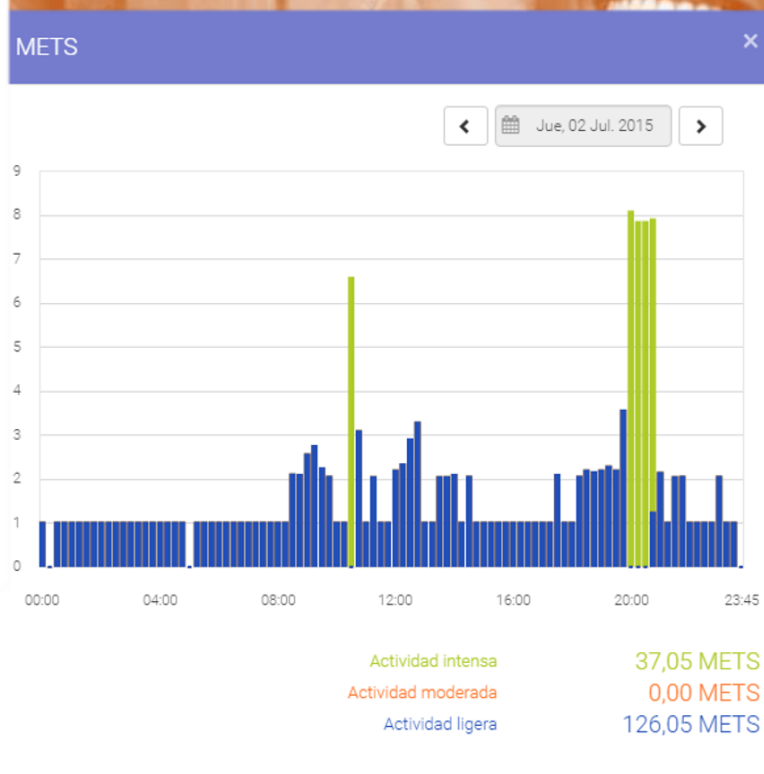 METS
×
Jue, 02 Jul. 2015
9
8
7
6
5
4
3
2
1
0
00:00 04:00 08:00 12:00 16:00 20:00 23:45
Actividad intensa 37,05 METS
Actividad moderada 0,00 METS
Actividad ligera 126,05 METS